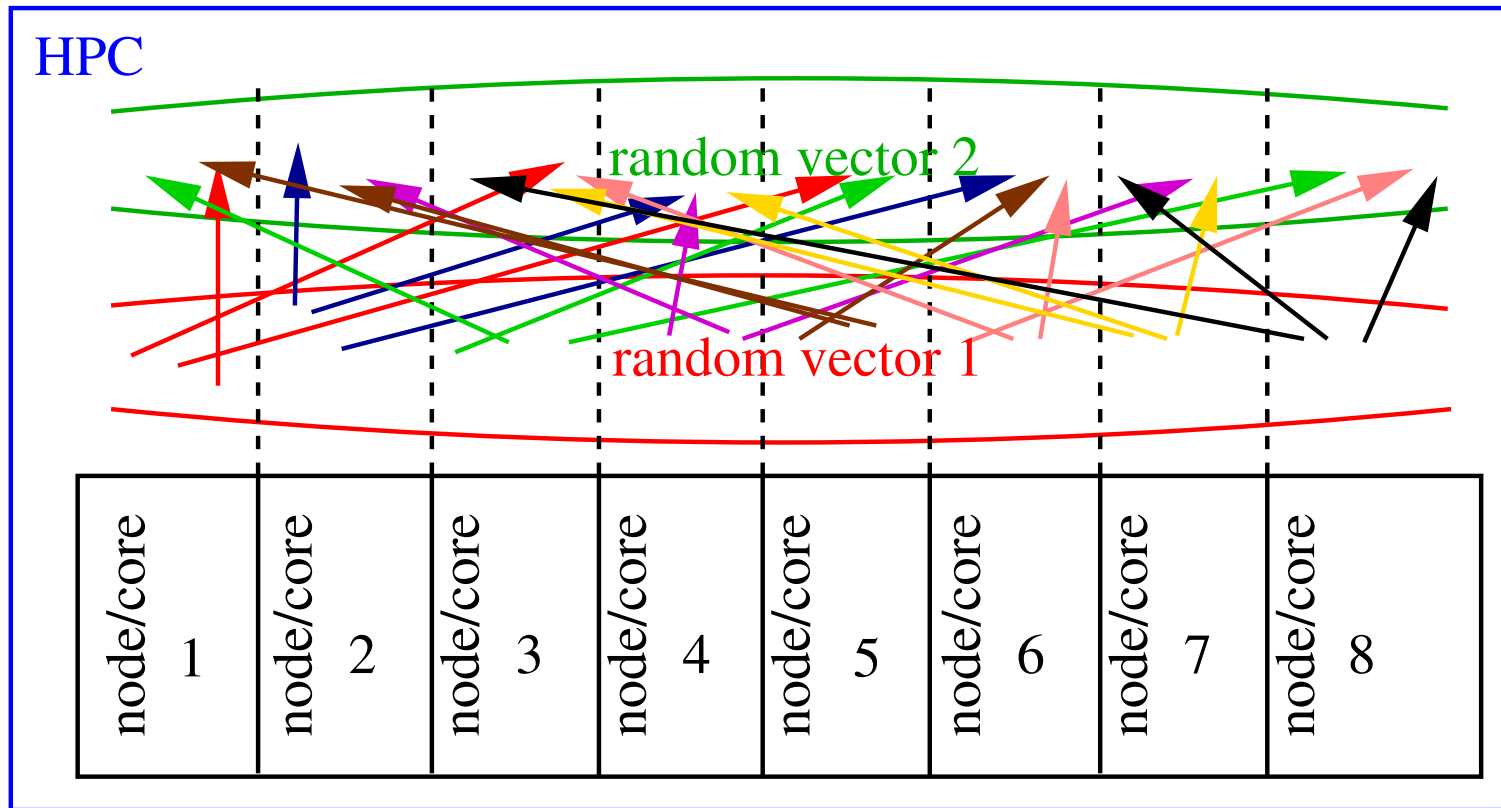 HPC
random vector 2
random vector 1
node/core 1
node/core 2
node/core 3
node/core 4
node/core 5
node/core 6
node/core 7
node/core 8